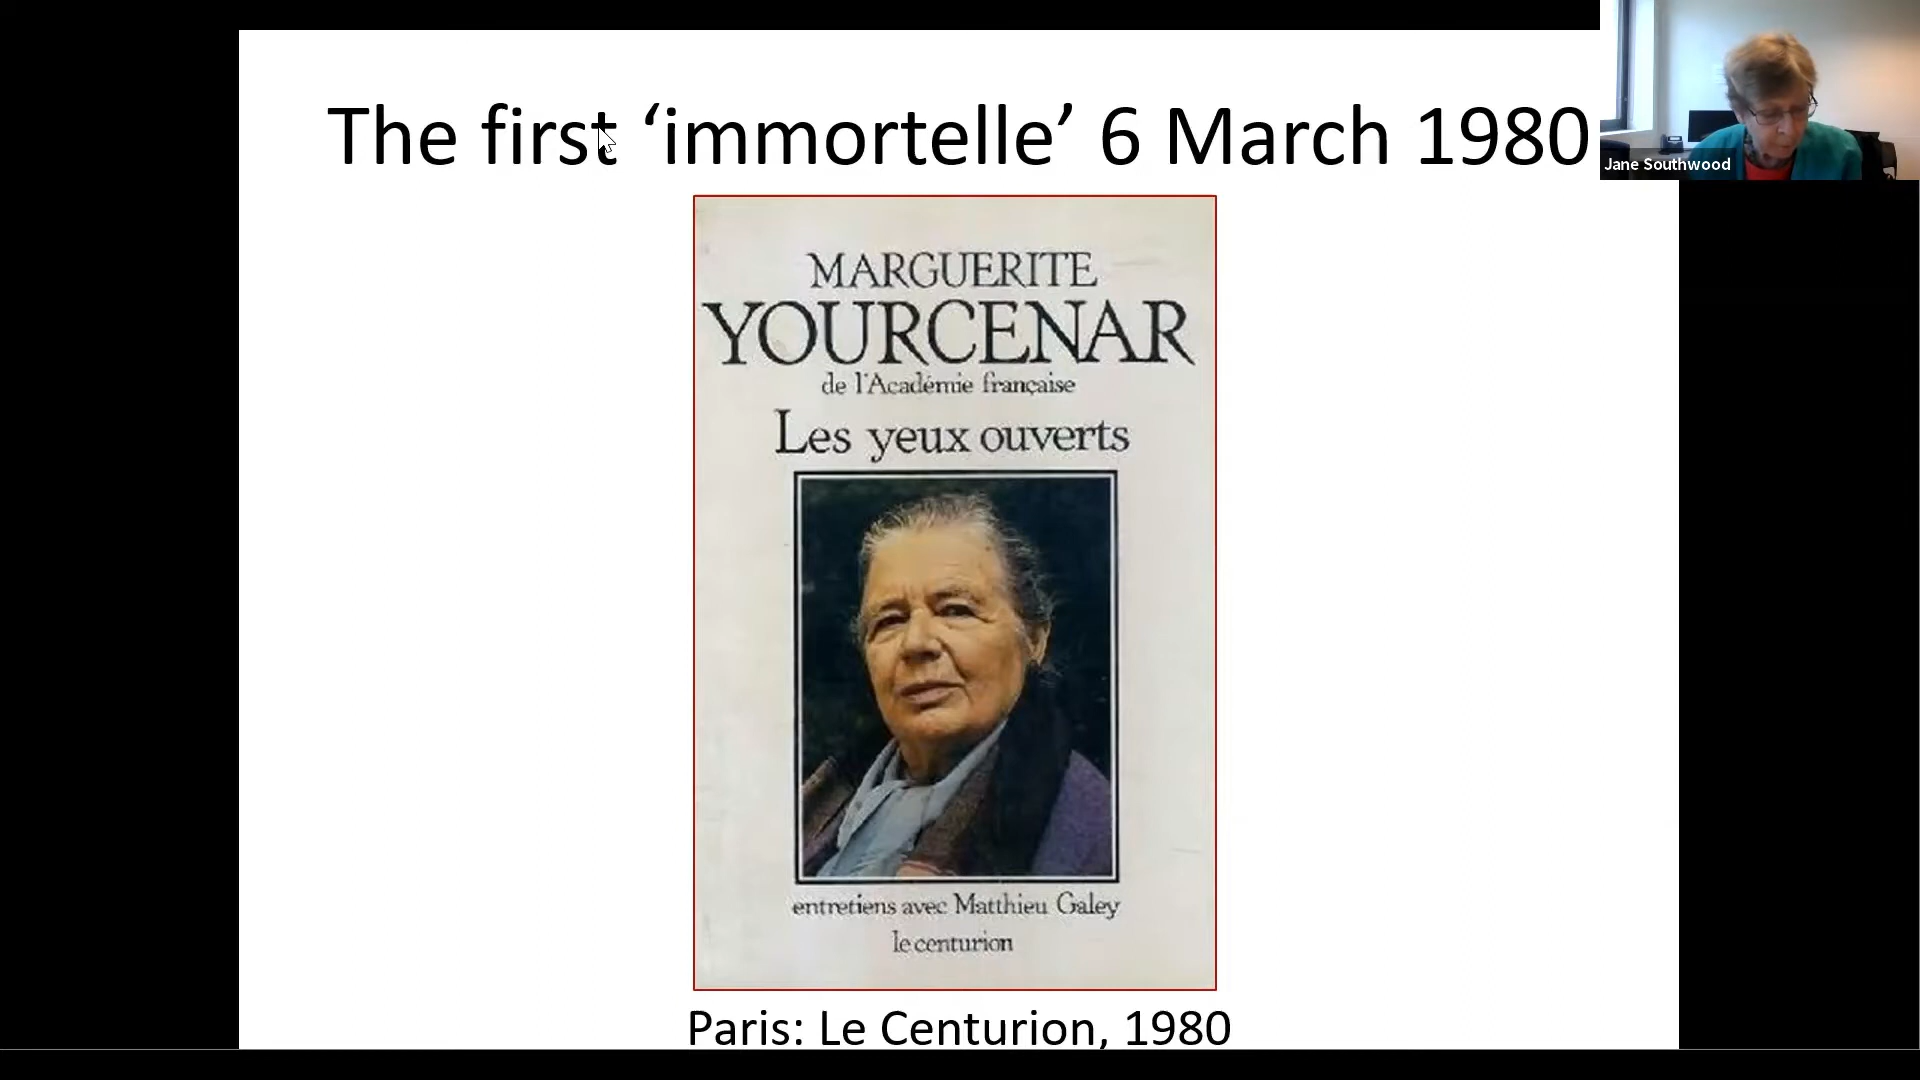 The first ‘immortelle’ 6 March 1980
Jane Southwood
MARGUERITE
YOURCENAR
de l'Académie française
Les yeux ouverts
entretiens avec Matthieu Galey
le centurion
Paris: Le Centurion, 1980